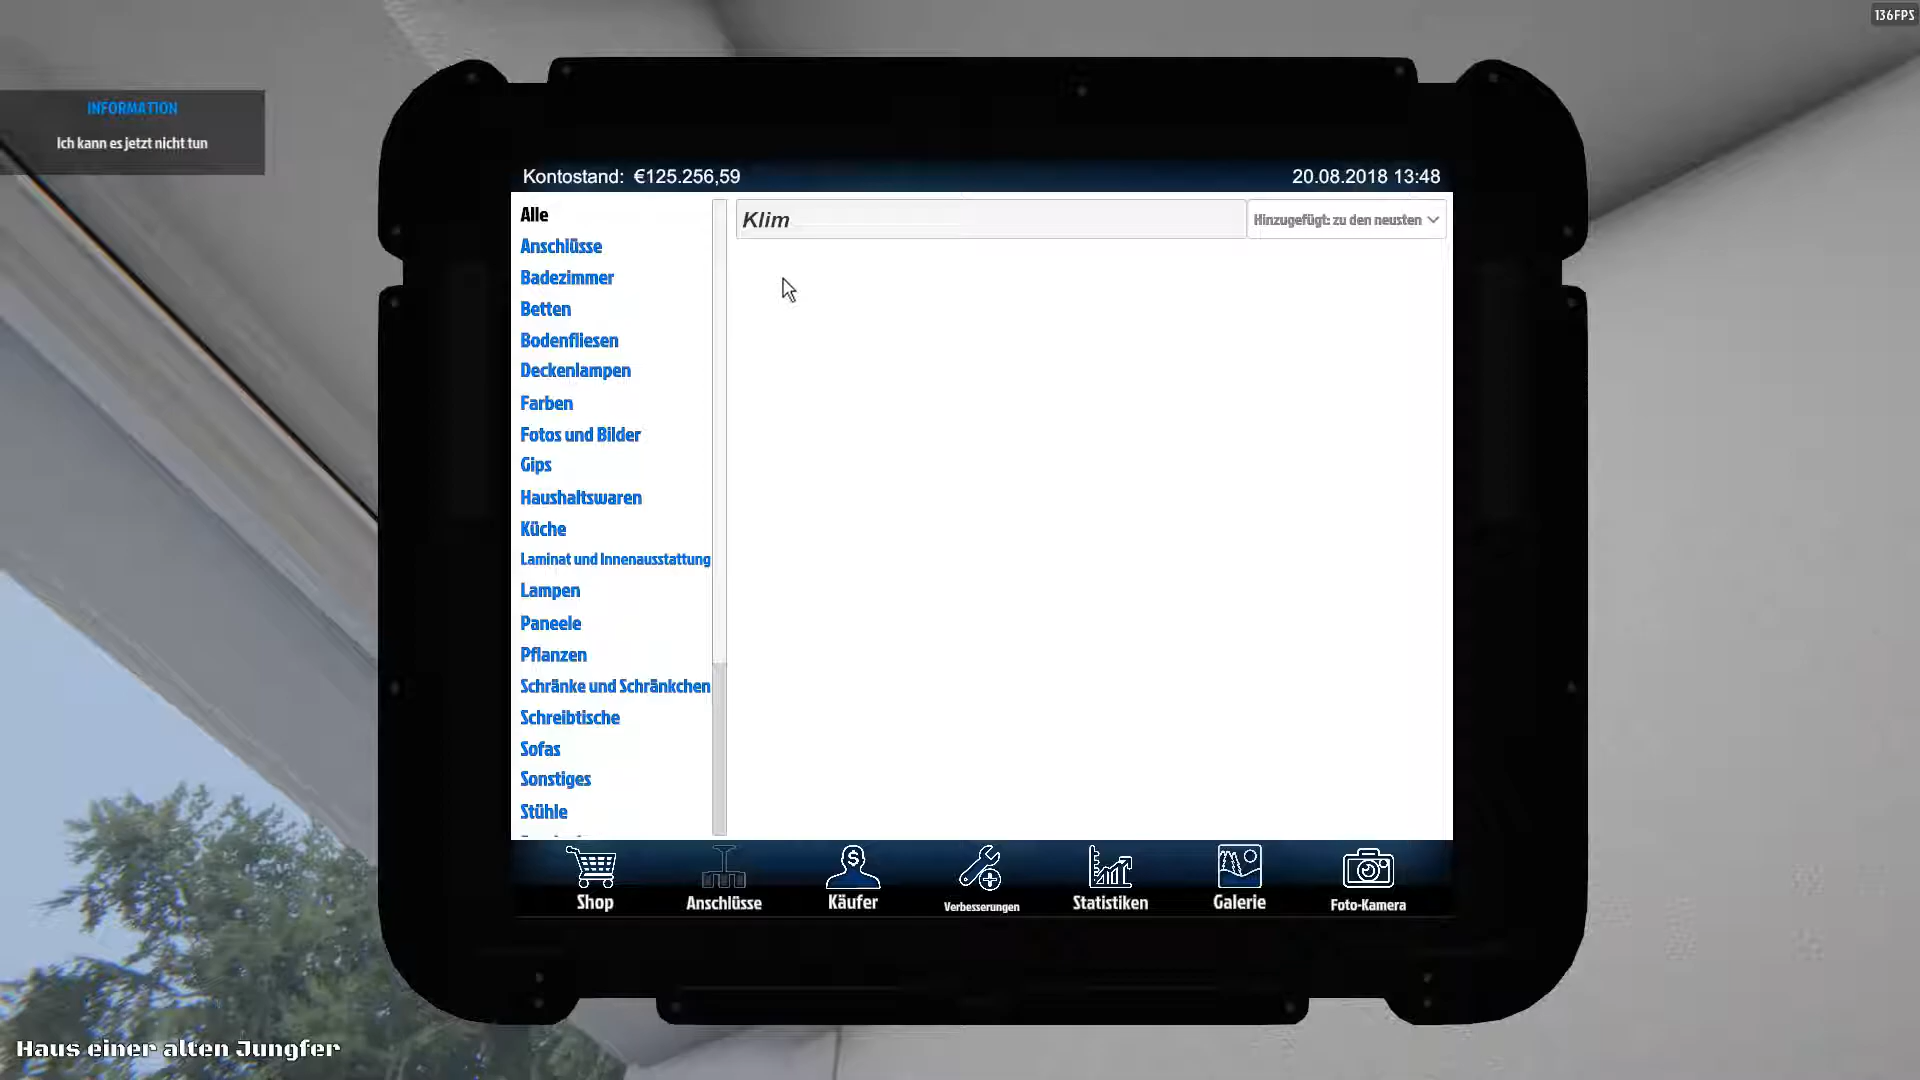 136FPS
INFORMATION
Ich kann es jetzt nicht tun
Kontostand: €125.256,59
20.08.2018 13:48
Alle
Anschlüsse
Badezimmer
Betten
Bodenfliesen
Deckenlampen
Farben
Fotos und Bilder
Gips
Haushaltswaren
Küche
Laminat und Innenausstattung
Lampen
Paneele
Pflanzen
Schränke und Schränkchen
Schreibtische
Sofas
Sonstiges
Stühle
Klim
Hinzugefügt: zu den neusten
Shop
Anschlüsse
Käufer
Verbesserungen
Statistiken
Galerie
Foto-Kamera
Haus einer alten Jungfer